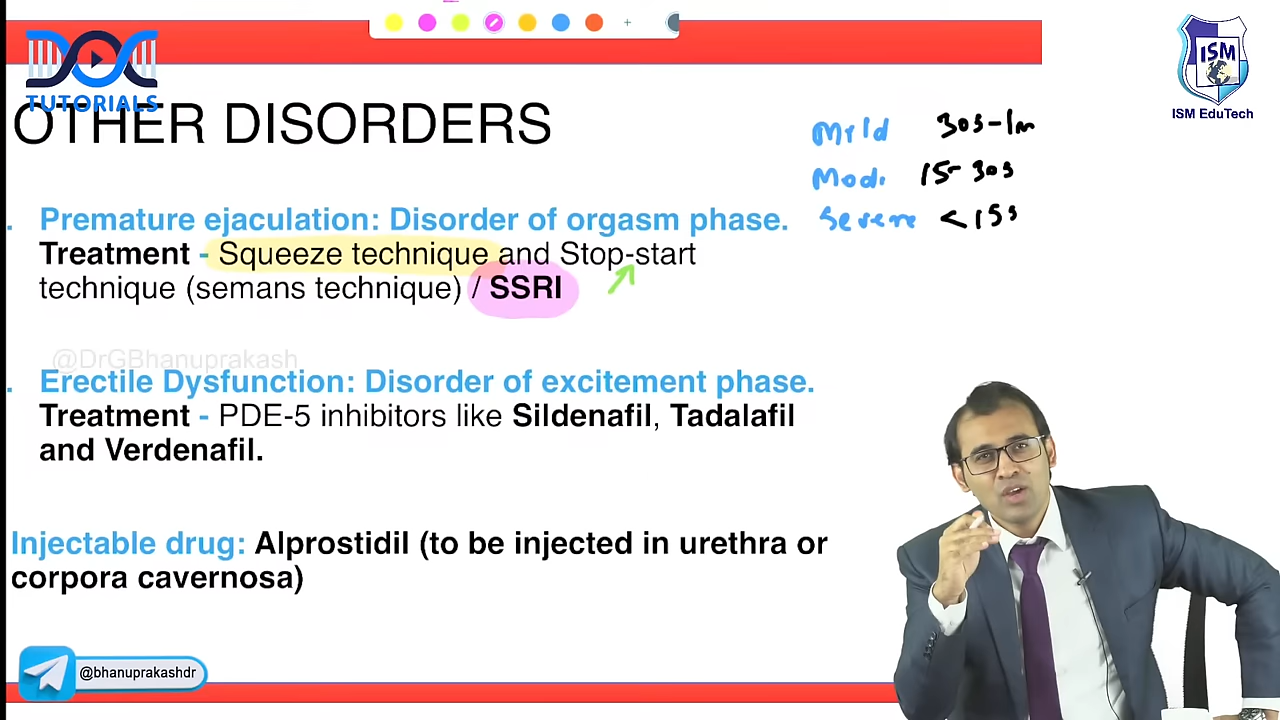 TUTORIALS
ISM
ISM EduTech
OTHER DISORDERS
Mild 30s-1m
Mod. 15-30s
Severe <15s
. Premature ejaculation: Disorder of orgasm phase.
Treatment - Squeeze technique and Stop-start
technique (semans technique) / SSRI
@DrGBhanuprakash
. Erectile Dysfunction: Disorder of excitement phase.
Treatment - PDE-5 inhibitors like Sildenafil, Tadalafil
and Verdenafil.
Injectable drug: Alprostidil (to be injected in urethra or
corpora cavernosa)
@bhanuprakashdr